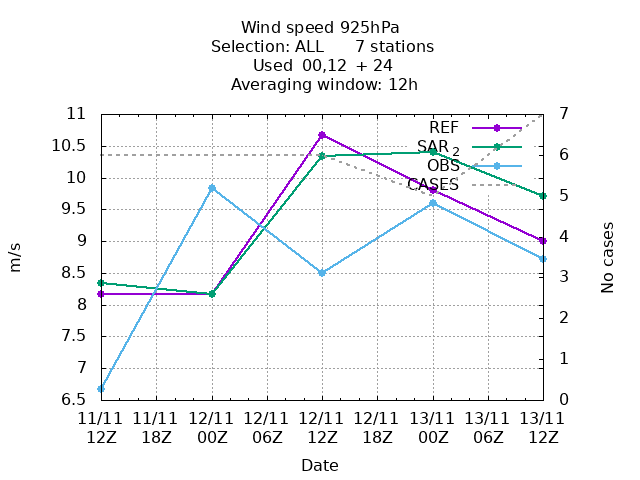 Wind speed 925hPa
Selection: ALL 7 stations
Used 00,12 + 24
Averaging window: 12h
11
10.5
10
9.5
9
8.5
8
7.5
7
6.5
m/s
7
6
5
4
3
2
1
0
No cases
REF
SAR 2
OBS
CASES
11/11 11/11 12/11 12/11 12/11 12/11 13/11 13/11 13/11
12Z 18Z 00Z 06Z 12Z 18Z 00Z 06Z 12Z
Date